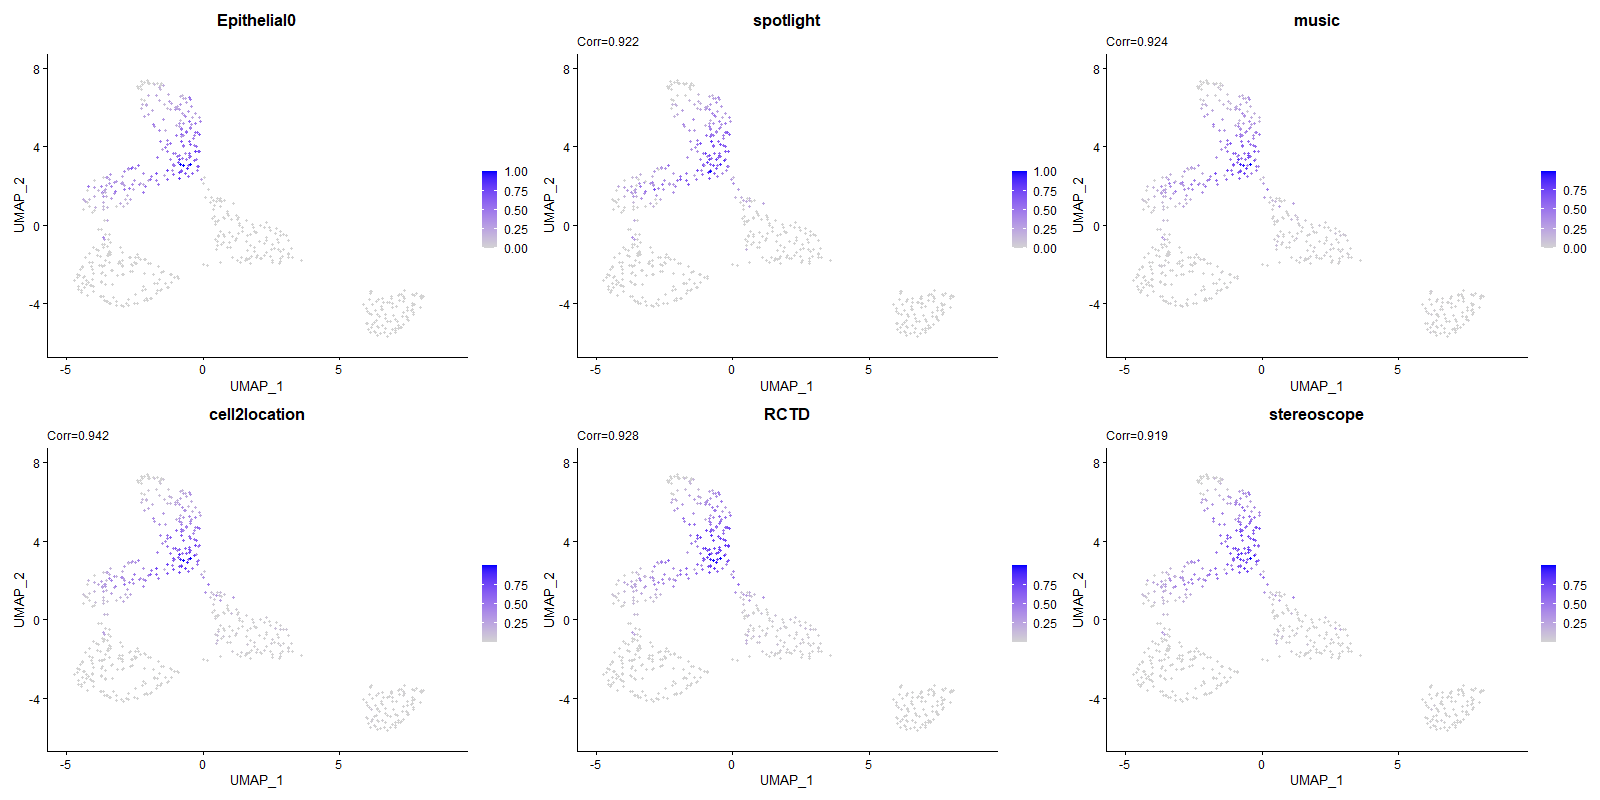 Epithelial0
8
4
0
-4
-5
0
5
UMAP_2
UMAP_1
1.00
0.75
0.50
0.25
0.00
spotlight
Corr=0.922
8
4
0
-4
-5
0
5
UMAP_2
UMAP_1
1.00
0.75
0.50
0.25
0.00
music
Corr=0.924
8
4
0
-4
-5
0
5
UMAP_2
UMAP_1
0.75
0.50
0.25
0.00
cell2location
Corr=0.942
8
4
0
-4
-5
0
5
UMAP_2
UMAP_1
0.75
0.50
0.25
RCTD
Corr=0.928
8
4
0
-4
-5
0
5
UMAP_2
UMAP_1
0.75
0.50
0.25
stereoscope
Corr=0.919
8
4
0
-4
-5
0
5
UMAP_2
UMAP_1
0.75
0.50
0.25